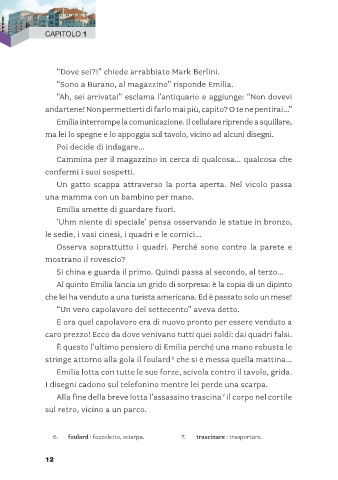 CAPITOLO 1
"Dove sei?!" chiede arrabbiato Mark Berlini.
"Sono a Burano, al magazzino" risponde Emilia.
"Ah, sei arrivata!" esclama l'antiquario e aggiunge: "Non dovevi
andartene! Non permetterti di farlo mai più, capito? O te ne pentirai..."
Emilia interrompe la comunicazione. Il cellulare riprende a squillare,
ma lei lo spegne e lo appoggia sul tavolo, vicino ad alcuni disegni.
Poi decide di indagare...
Cammina per il magazzino in cerca di qualcosa... qualcosa che
confermi i suoi sospetti.
Un gatto scappa attraverso la porta aperta. Nel vicolo passa
una mamma con un bambino per mano.
Emilia smette di guardare fuori.
'Uhm niente di speciale' pensa osservando le statue in bronzo,
le sedie, i vasi cinesi, i quadri e le cornici...
Osserva soprattutto i quadri. Perché sono contro la parete e
mostrano il rovescio?
Si china e guarda il primo. Quindi passa al secondo, al terzo...
Al quinto Emilia lancia un grido di sorpresa: è la copia di un dipinto
che lei ha venduto a una turista americana. Ed è passato solo un mese!
"Un vero capolavoro del settecento" aveva detto.
E ora quel capolavoro era di nuovo pronto per essere venduto a
caro prezzo! Ecco da dove venivano tutti quei soldi: dai quadri falsi.
È questo l'ultimo pensiero di Emilia perché una mano robusta le
stringe attorno alla gola il foulard6 che si è messa quella mattina...
Emilia lotta con tutte le sue forze, scivola contro il tavolo, grida.
I disegni cadono sul telefonino mentre lei perde una scarpa.
Alla fine della breve lotta l'assassino trascina7 il corpo nel cortile
sul retro, vicino a un parco.
6. foulard : fazzoletto, sciarpa. 7. trascinare : trasportare.
12